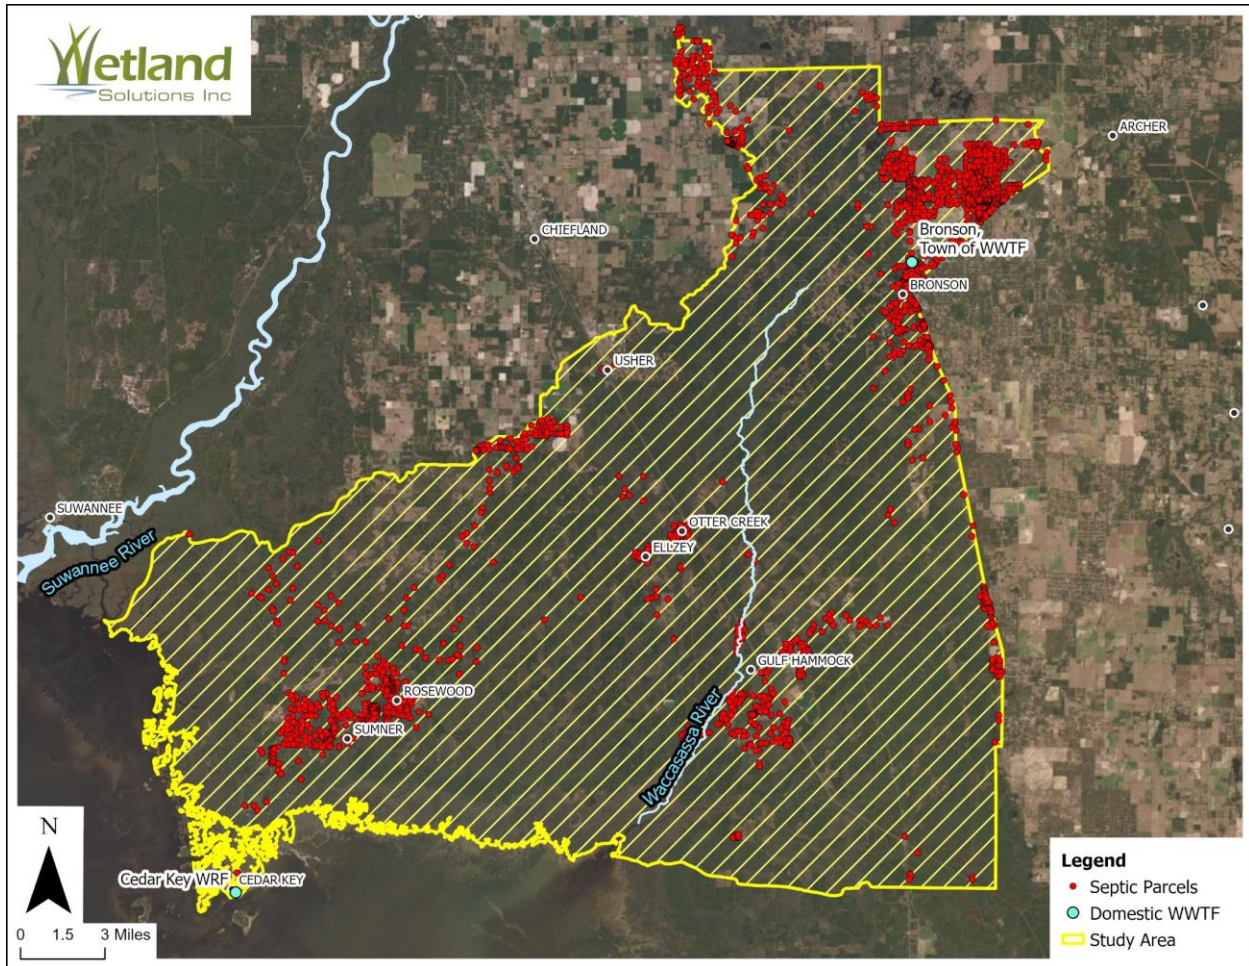 Wetland
Solutions Inc
ARCHER
CHIEFLAND
Bronson,
Town of WWTF
BRONSON
USHER
SUWANNEE
Suwannee River
OTTER CREEK
ELLZEY
GULF HAMMOCK
ROSEWOOD
SUMNER
Waccasassa River
Cedar Key WRF
CEDAR KEY
N
0 1.5 3 Miles
Legend
Septic Parcels
Domestic WWTF
Study Area